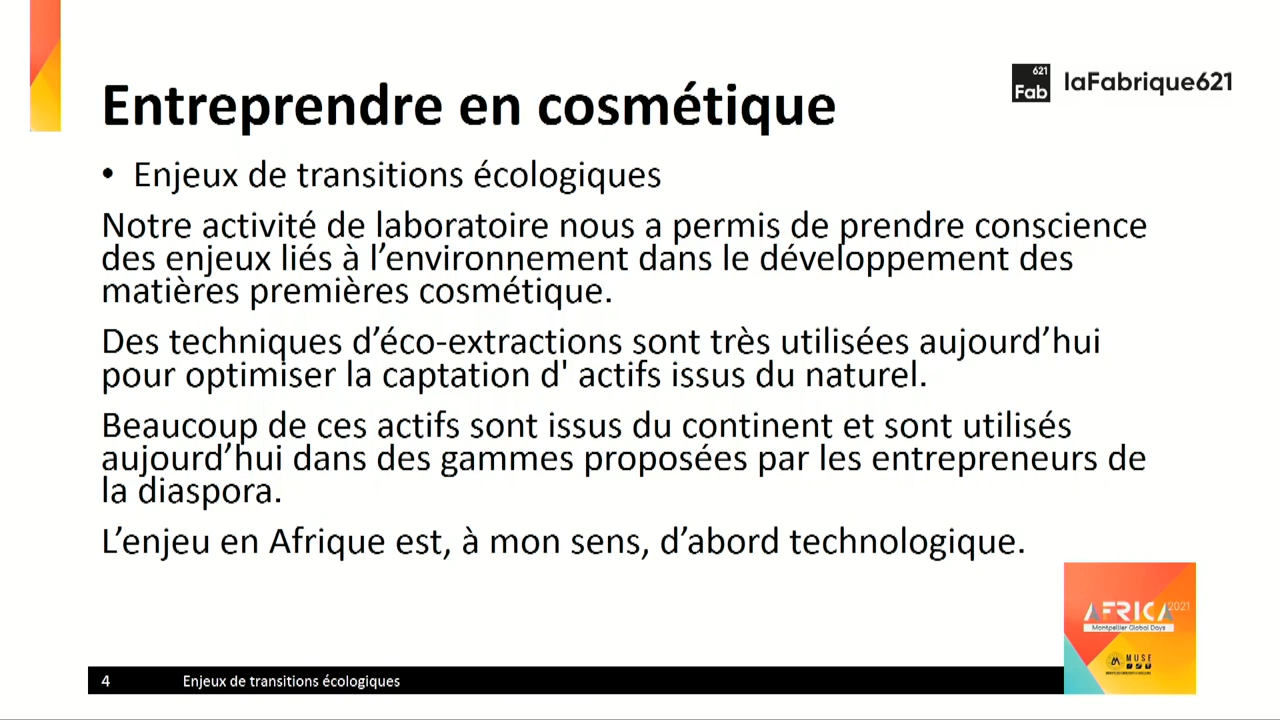 Entreprendre en cosmétique
621
Fab
laFabrique621
• Enjeux de transitions écologiques
Notre activité de laboratoire nous a permis de prendre conscience
des enjeux liés à l’environnement dans le développement des
matières premières cosmétique.
Des techniques d’éco-extractions sont très utilisées aujourd’hui
pour optimiser la captation d' actifs issus du naturel.
Beaucoup de ces actifs sont issus du continent et sont utilisés
aujourd’hui dans des gammes proposées par les entrepreneurs de
la diaspora.
L’enjeu en Afrique est, à mon sens, d’abord technologique.
AFRICA 2021
Montpellier Global Days
MUSE
4
Enjeux de transitions écologiques